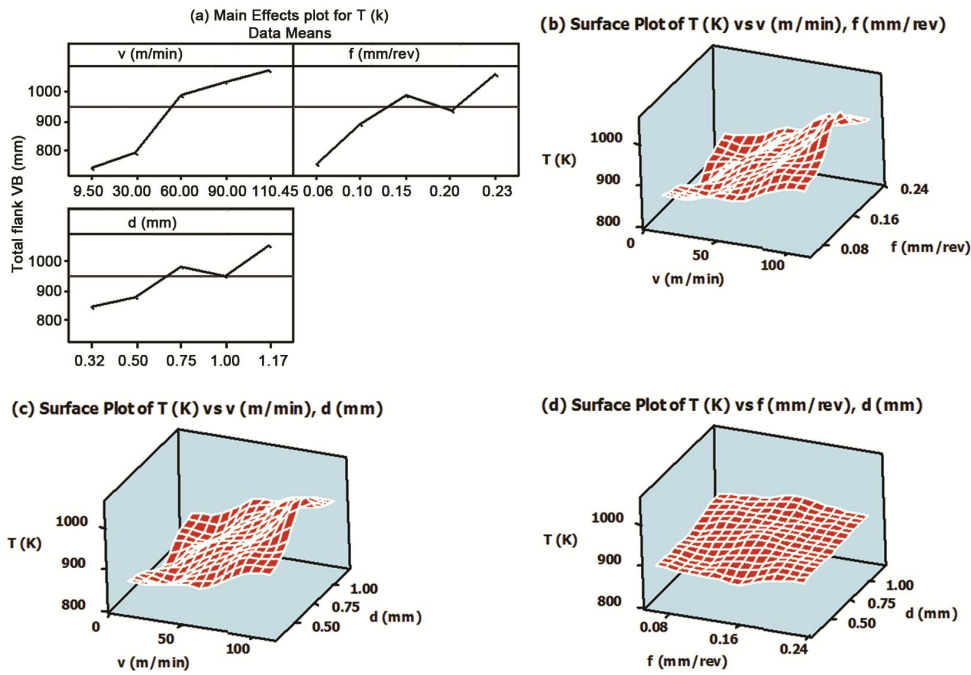 (a) Main Effects plot for T (k)
Data Means
v (m/min)
f (mm/rev)
1000
900
800
9.50 30.00 60.00 90.00 110.45 0.06 0.10 0.15 0.20 0.23
Total flank VB (mm)
d (mm)
1000
900
800
0.32 0.50 0.75 1.00 1.17
(b) Surface Plot of T (K) vs v (m/min), f (mm/rev)
1000
T (K)
900
800
0
50
100
v (m/min)
0.24
0.16
0.08
f (mm/rev)
(c) Surface Plot of T (K) vs v (m/min), d (mm)
1000
T (K)
900
800
0
50
100
v (m/min)
1.00
0.75
0.50
d (mm)
(d) Surface Plot of T (K) vs f (mm/rev), d (mm)
1000
T (K)
900
800
0.08
0.16
0.24
f (mm/rev)
1.00
0.75
0.50
d (mm)